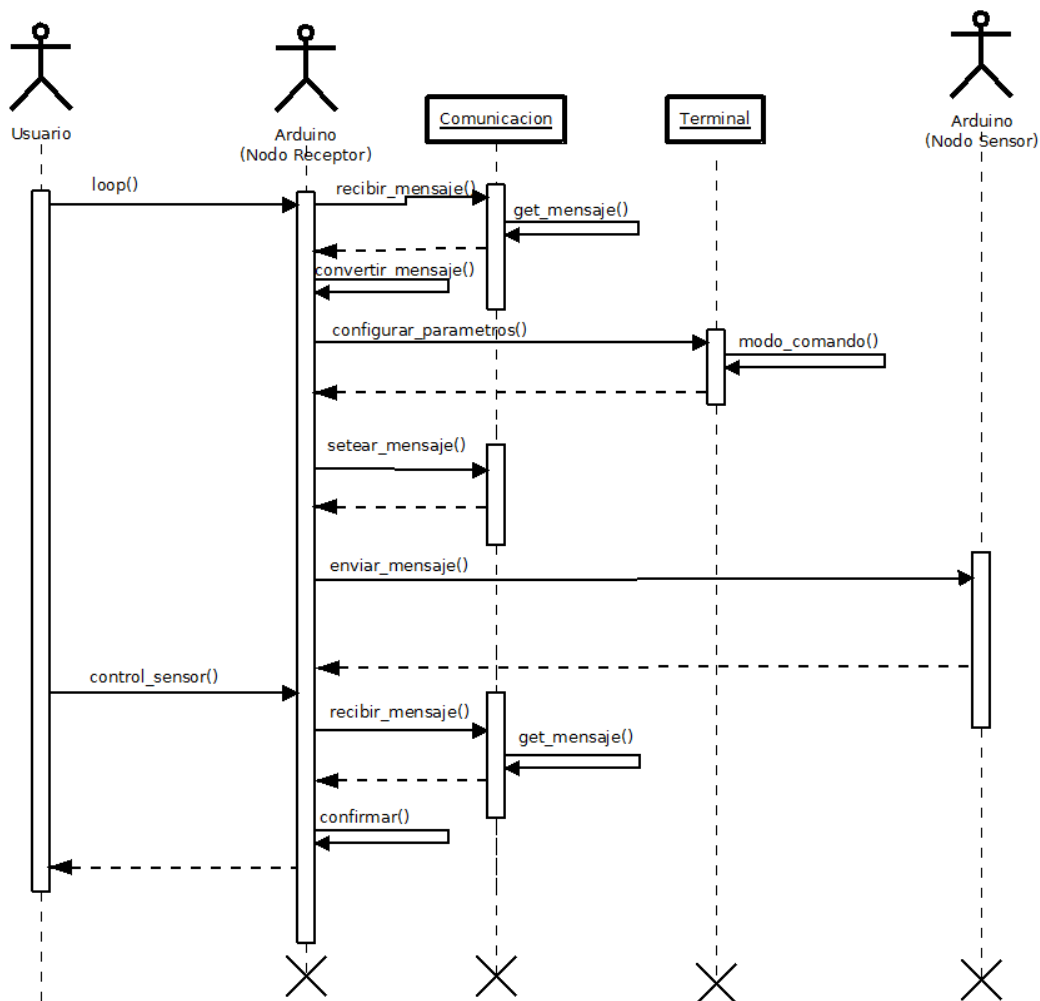 Usuario
Arduino
(Nodo Receptor)
Comunicacion
Terminal
Arduino
(Nodo Sensor)
loop()
recibir_mensaje()
get_mensaje()
convertir_mensaje()
configurar_parametros()
modo_comando()
setear_mensaje()
enviar_mensaje()
control_sensor()
recibir_mensaje()
get_mensaje()
confirmar()